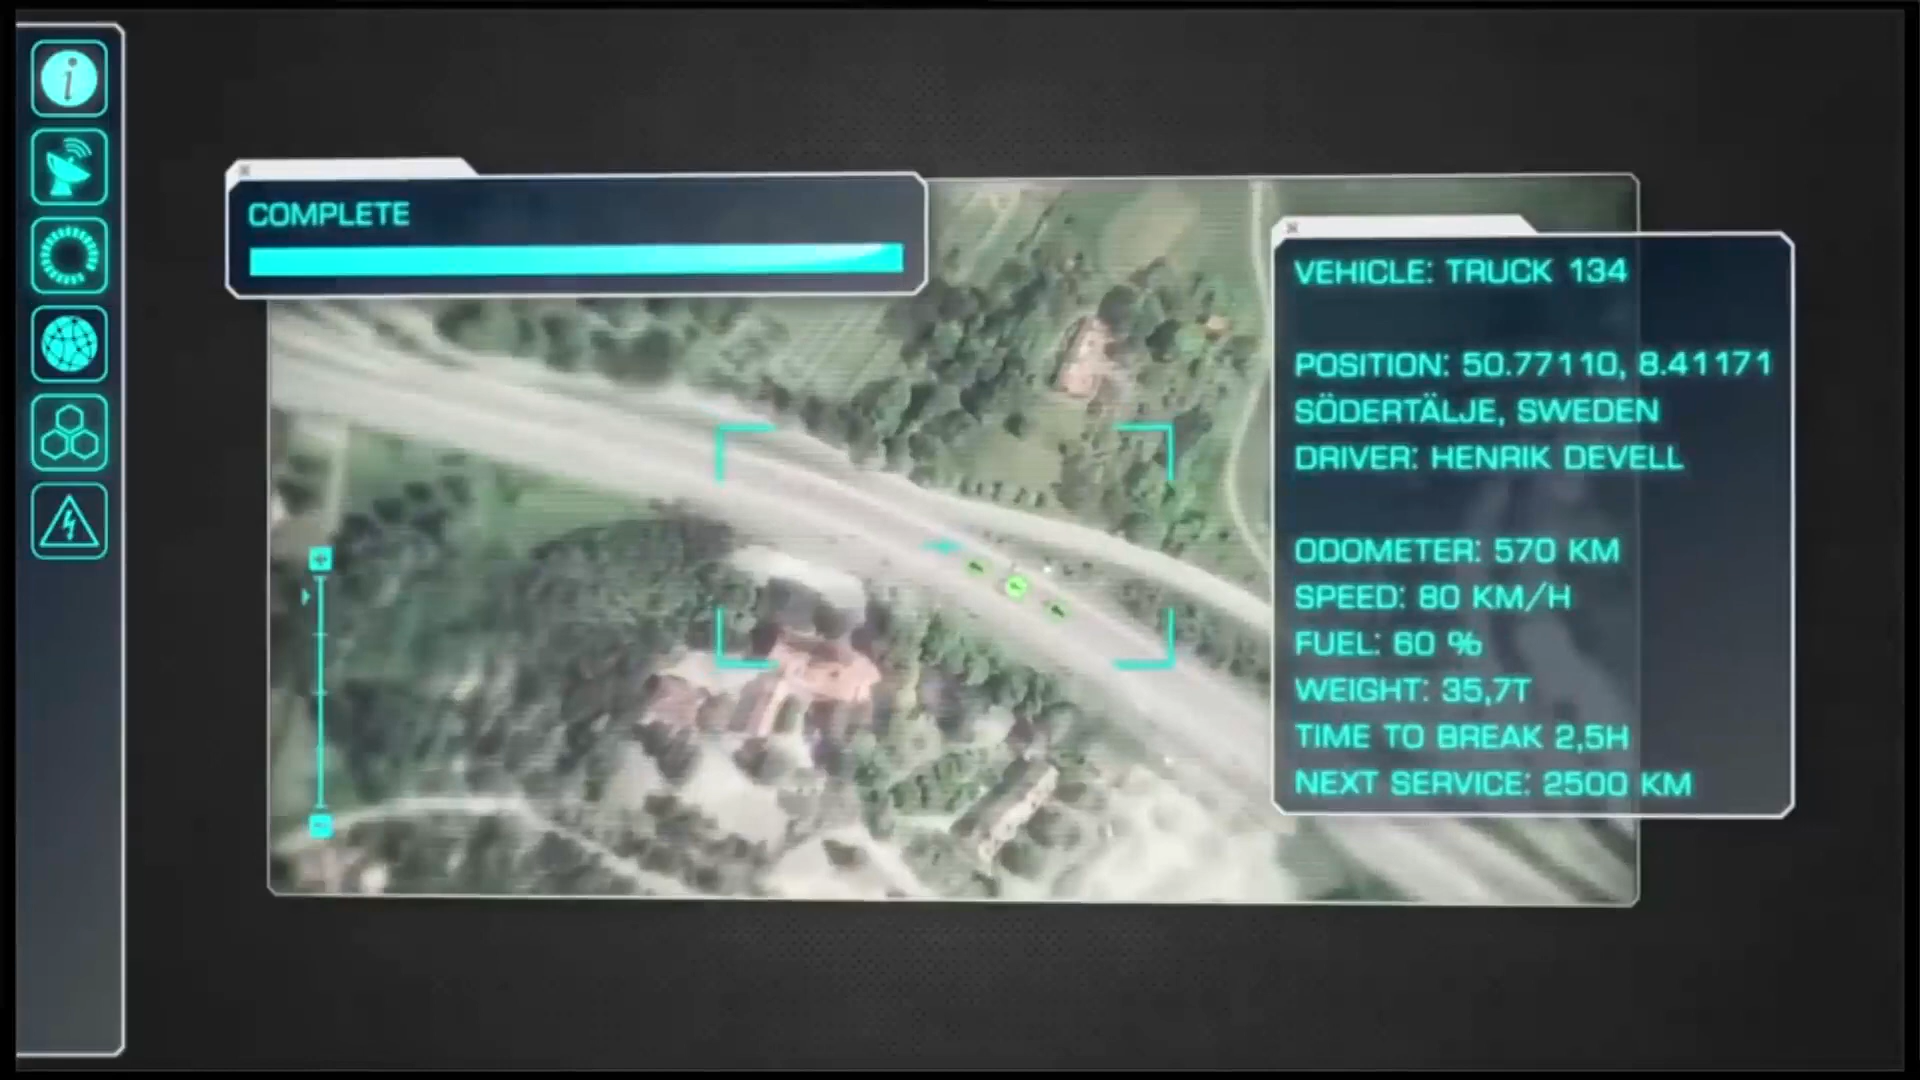 COMPLETE
VEHICLE: TRUCK 134
POSITION: 50.77110, 8.41171
SÖDERTÄLJE, SWEDEN
DRIVER: HENRIK DEVELL
ODOMETER: 570 KM
SPEED: 80 KM/H
FUEL: 60 %
WEIGHT: 35,7T
TIME TO BREAK 2,5H
NEXT SERVICE: 2500 KM